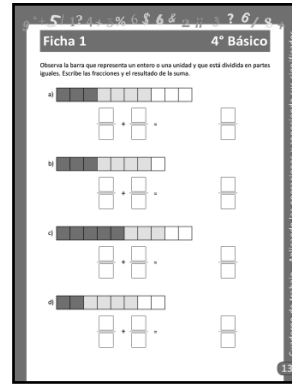 Ficha 1 4° Básico
Observa la barra que representa un entero o una unidad y que está dividida en partes
iguales. Escribe las fracciones y el resultado de la suma.
a)
+ =
b)
+ =
c)
+ =
d)
+ =
13